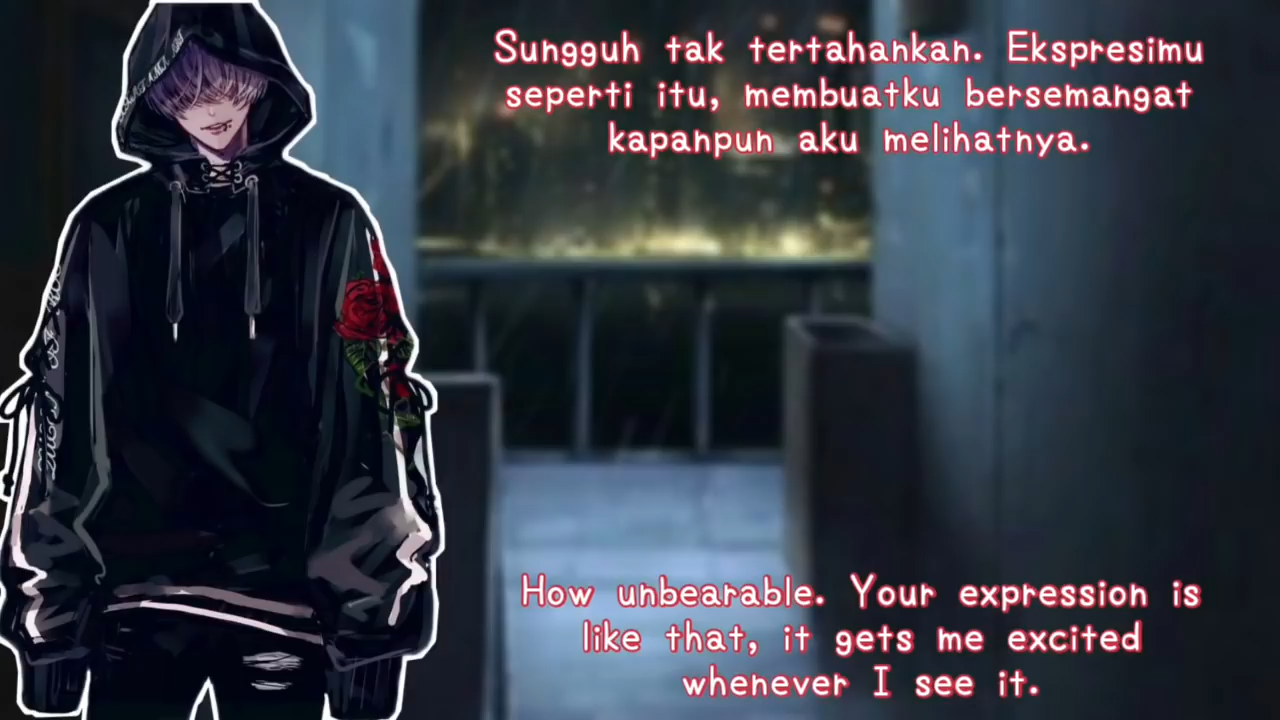 Sungguh tak tertahankan. Ekspresimu
seperti itu, membuatku bersemangat
kapanpun aku melihatnya.
How unbearable. Your expression is
like that, it gets me excited
whenever I see it.